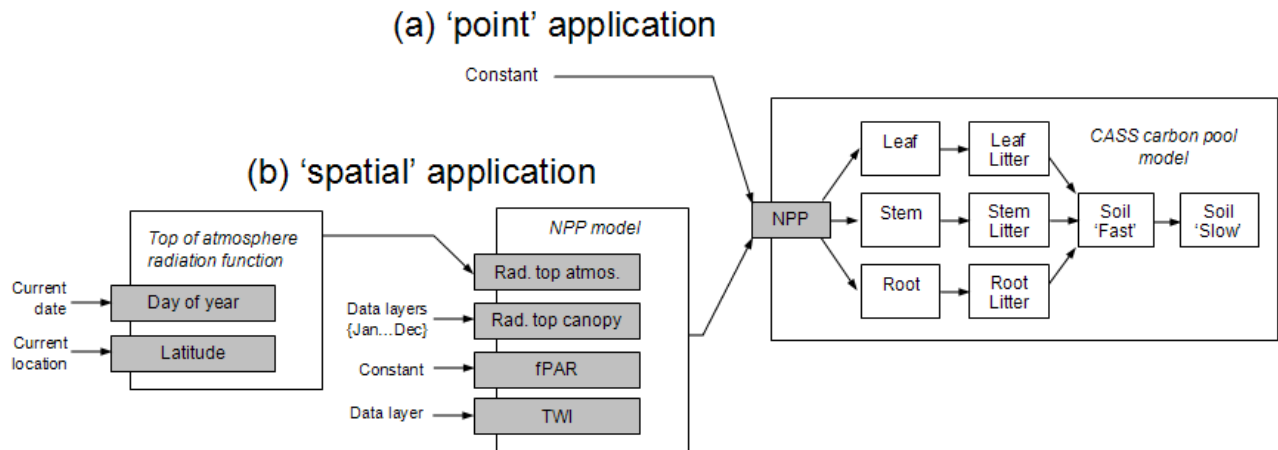 (a) ‘point’ application
Constant
(b) ‘spatial’ application
Top of atmosphere
radiation function
Current
date
Day of year
Current
location
Latitude
NPP model
Rad. top atmos.
Data layers
{Jan...Dec}
Rad. top canopy
Constant
fPAR
Data layer
TWI
NPP
CASS carbon pool
model
Leaf
Leaf
Litter
Stem
Stem
Litter
Root
Root
Litter
Soil
‘Fast’
Soil
‘Slow’